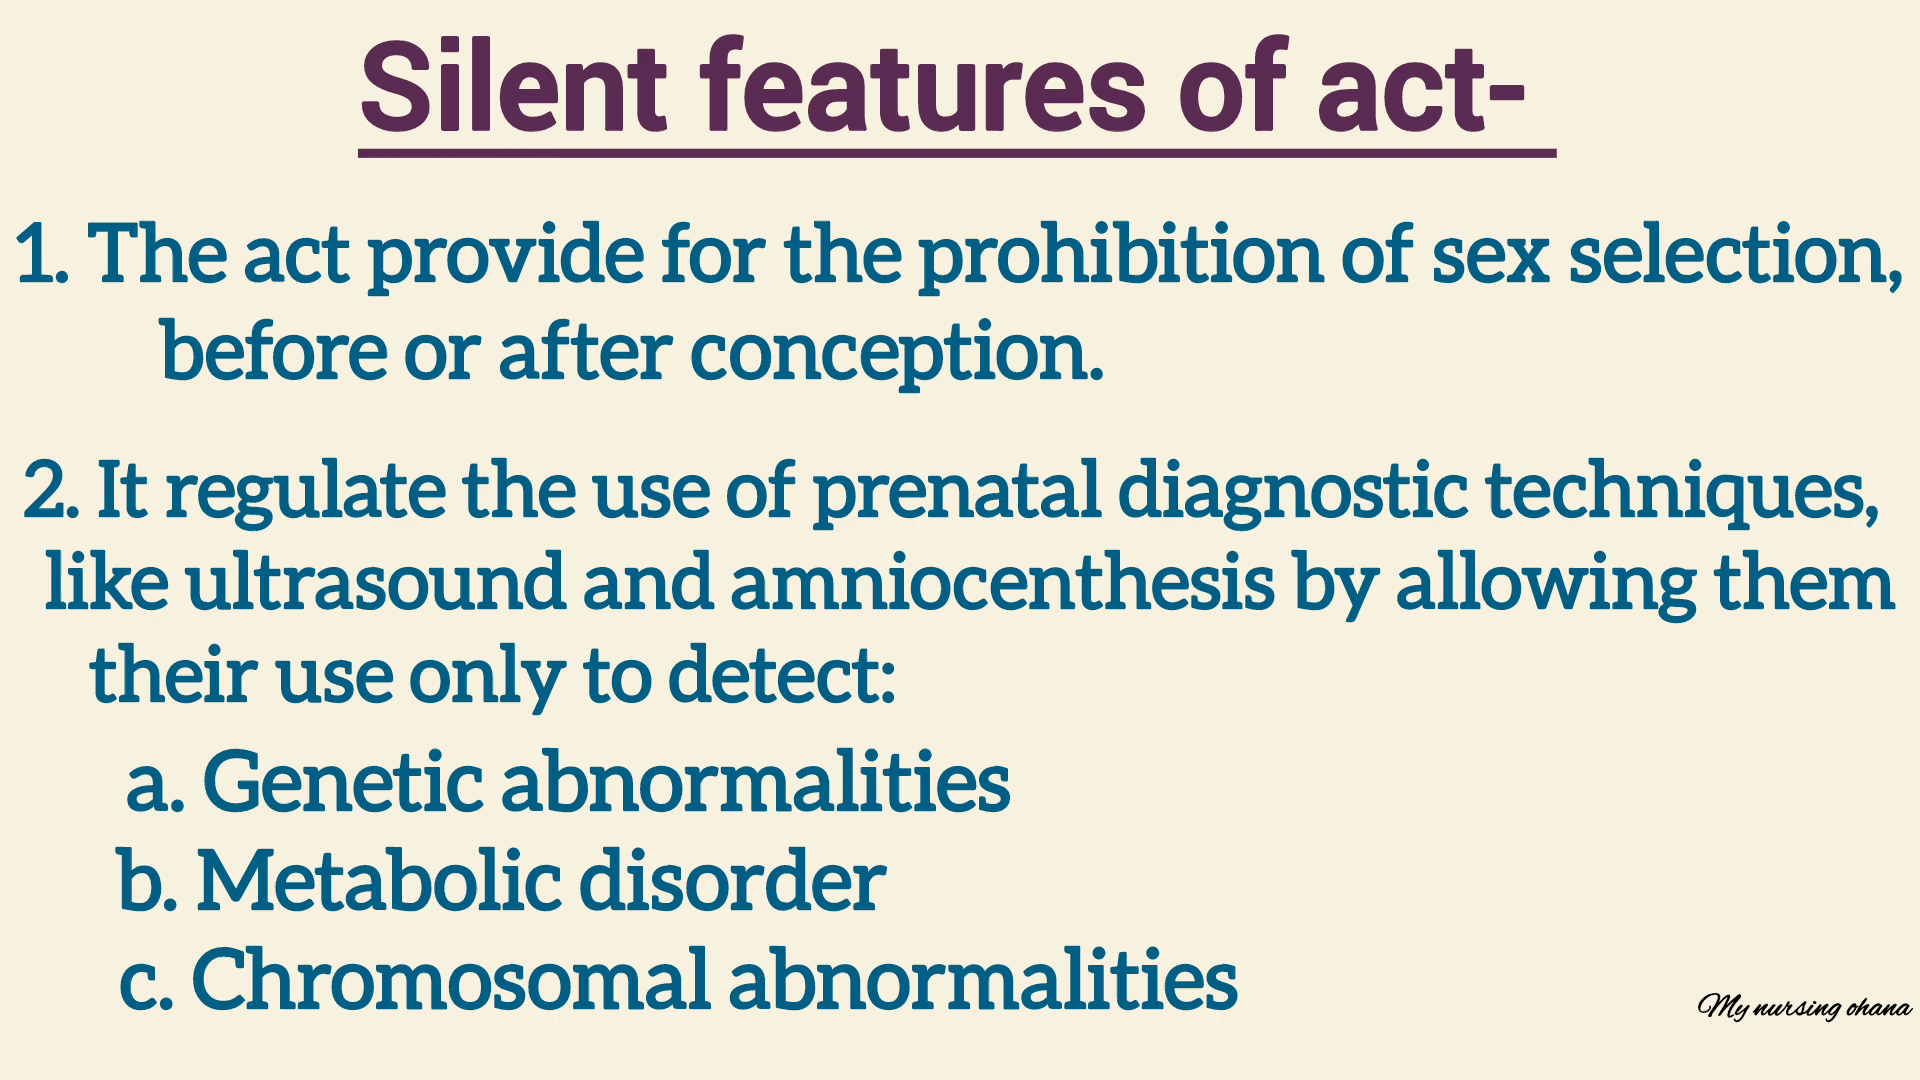 Silent features of act-
1. The act provide for the prohibition of sex selection,
before or after conception.
2. It regulate the use of prenatal diagnostic techniques,
like ultrasound and amniocenthesis by allowing them
their use only to detect:
a. Genetic abnormalities
b. Metabolic disorder
c. Chromosomal abnormalities
My nursing ohana